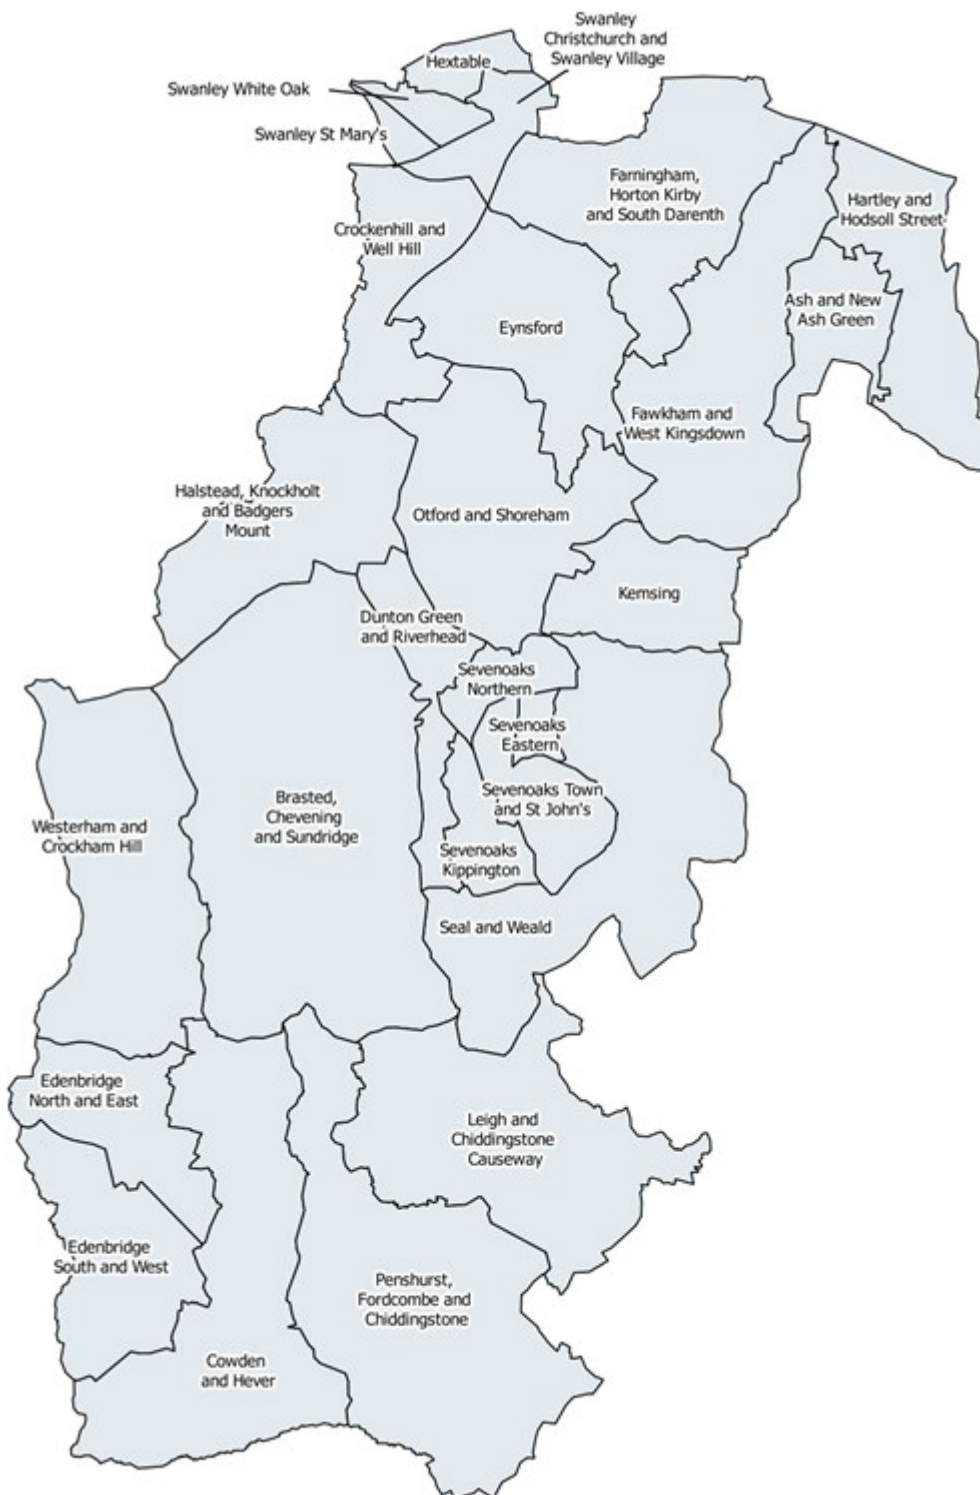 Swanley
Christchurch and
Swanley Village
Hextable
Swanley White Oak
Swanley St Mary's
Farningham,
Horton Kirby
and South Darenth
Hartley and
Hodsoll Street
Crockenhill and
Well Hill
Ash and New
Ash Green
Eynsford
Fawkham and
West Kingsdown
Halstead, Knockholt
and Badgers
Mount
Otford and Shoreham
Kemsing
Dunton Green
and Riverhead
Sevenoaks
Northern
Sevenoaks
Eastern
Sevenoaks Town
and St John's
Brasted,
Chevening
and Sundridge
Westerham and
Crockham Hill
Sevenoaks
Kippington
Seal and Weald
Edenbridge
North and East
Leigh and
Chiddingstone
Causeway
Edenbridge
South and West
Penshurst,
Fordcombe and
Chiddingstone
Cowden
and Hever